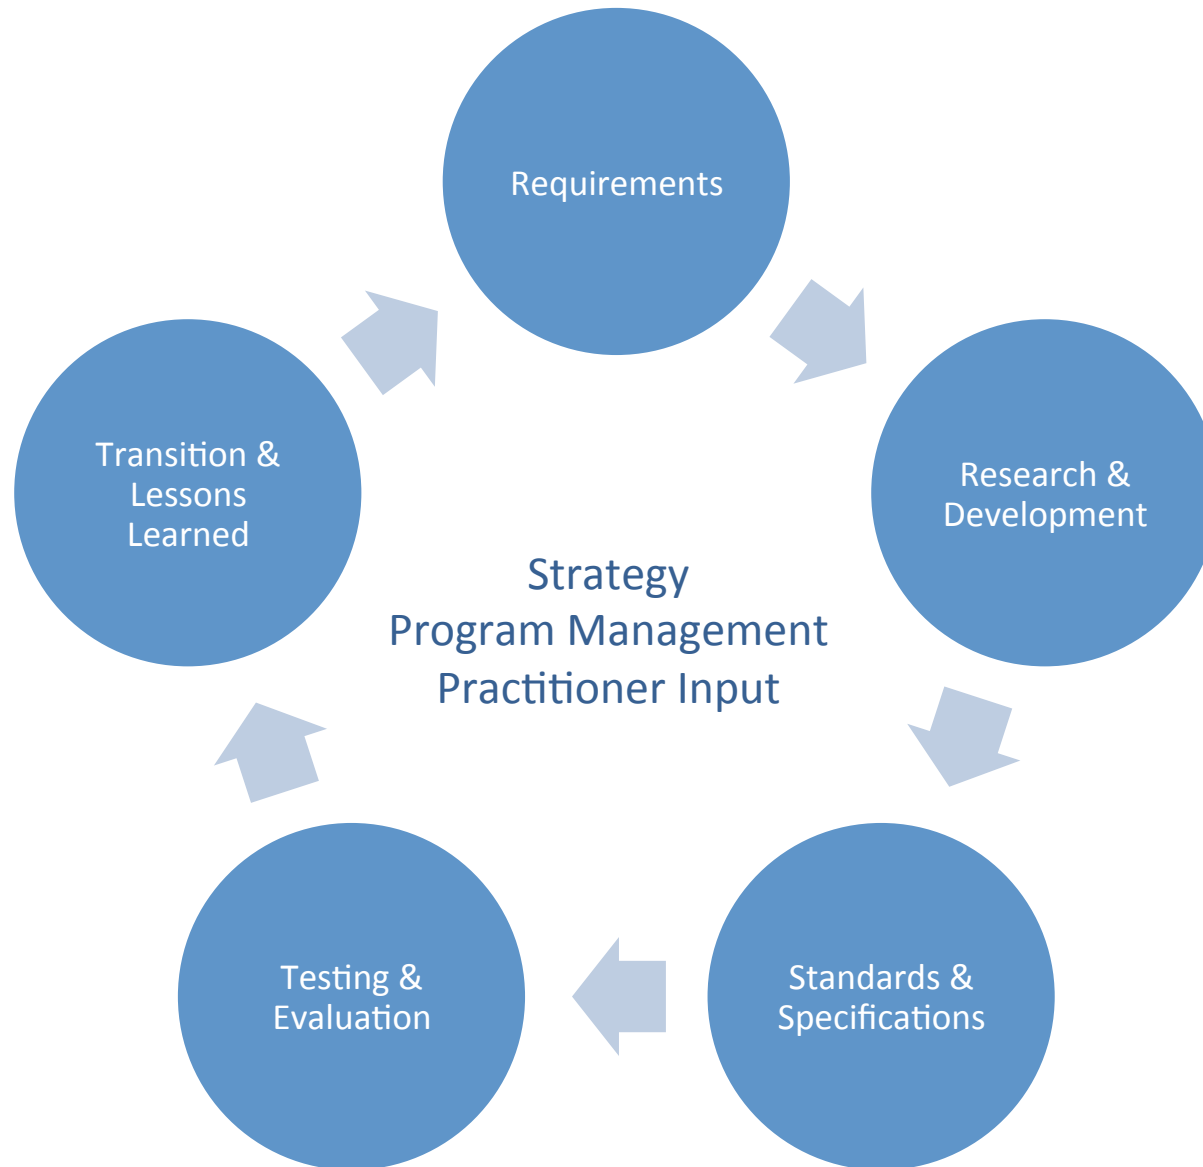 Requirements
Research &
Development
Standards &
Specifications
Testing &
Evaluation
Transition &
Lessons
Learned
Strategy
Program Management
Practitioner Input